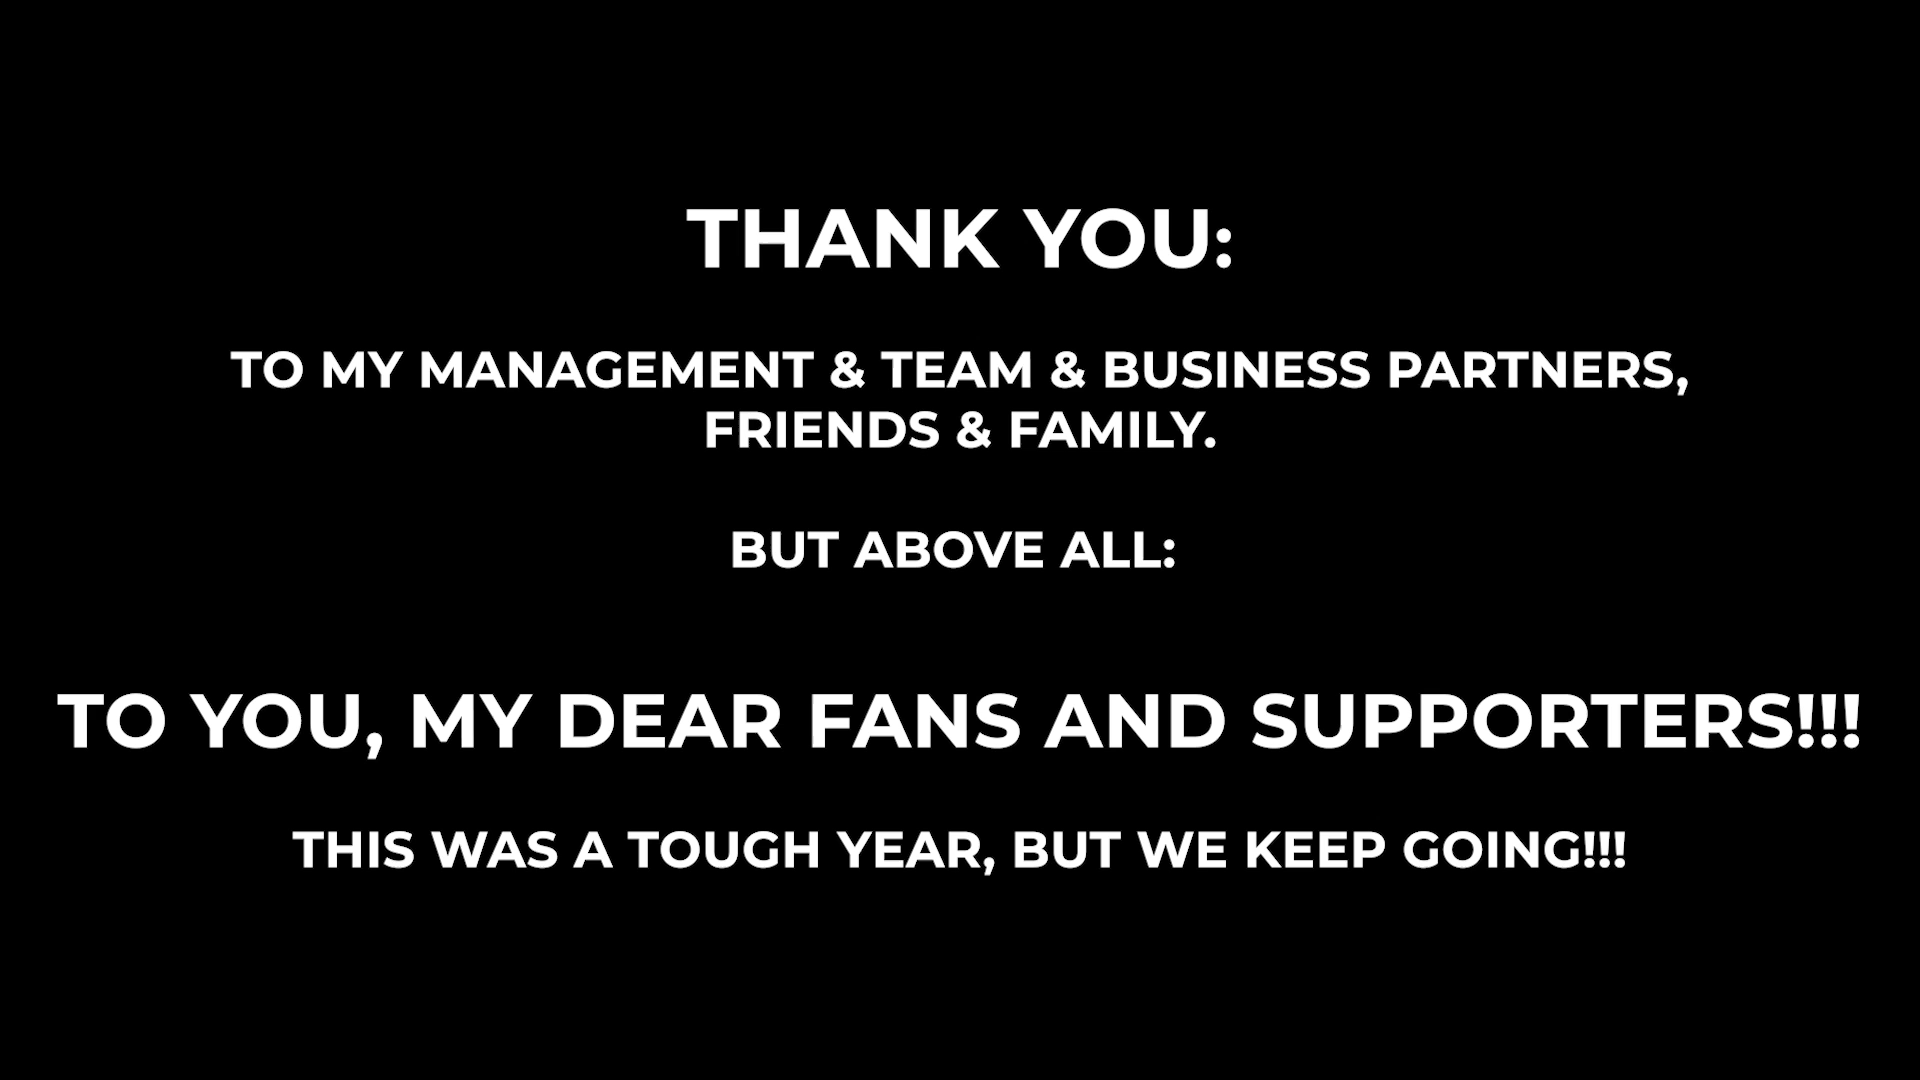 THANK YOU:
TO MY MANAGEMENT & TEAM & BUSINESS PARTNERS,
FRIENDS & FAMILY.
BUT ABOVE ALL:
TO YOU, MY DEAR FANS AND SUPPORTERS!!!
THIS WAS A TOUGH YEAR, BUT WE KEEP GOING!!!